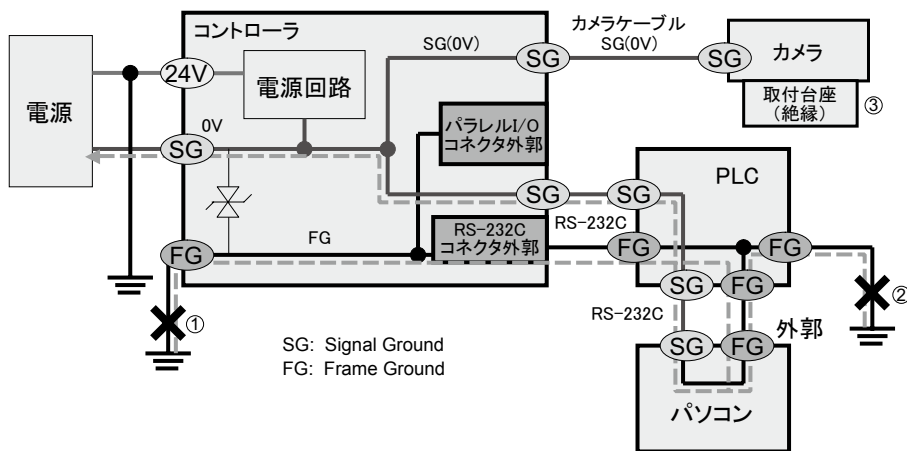 コントローラ
カメラケーブル
SG(0V)
SG
SG(0V)
SG
カメラ
取付台座
(絶縁)
③
電源
24V
電源回路
0V
SG
パラレルI/O
コネクタ外郭
PLC
SG
SG
RS-232C
FG
FG
RS-232C
コネクタ外郭
FG
FG
①
SG
FG
②
RS-232C
外郭
SG: Signal Ground
FG: Frame Ground
SG
FG
パソコン